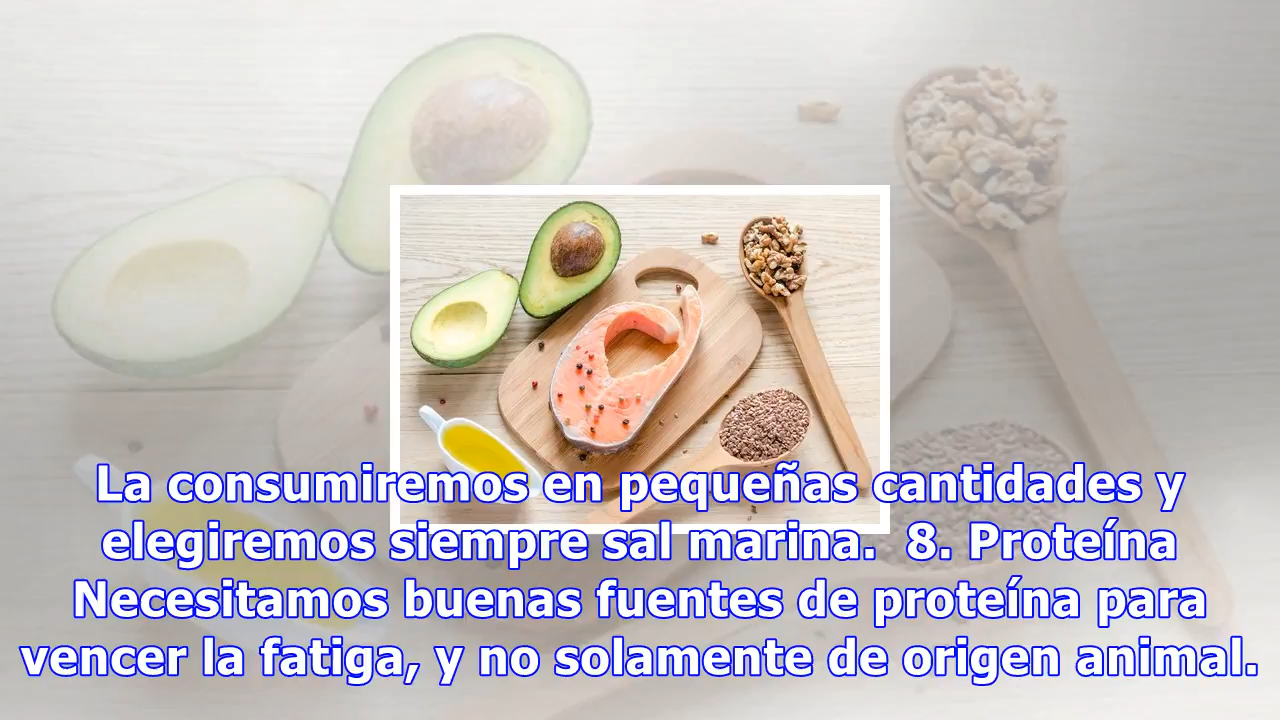 La consumiremos en pequeñas cantidades y
elegiremos siempre sal marina.  8. Proteína
Necesitamos buenas fuentes de proteína para
vencer la fatiga, y no solamente de origen animal.